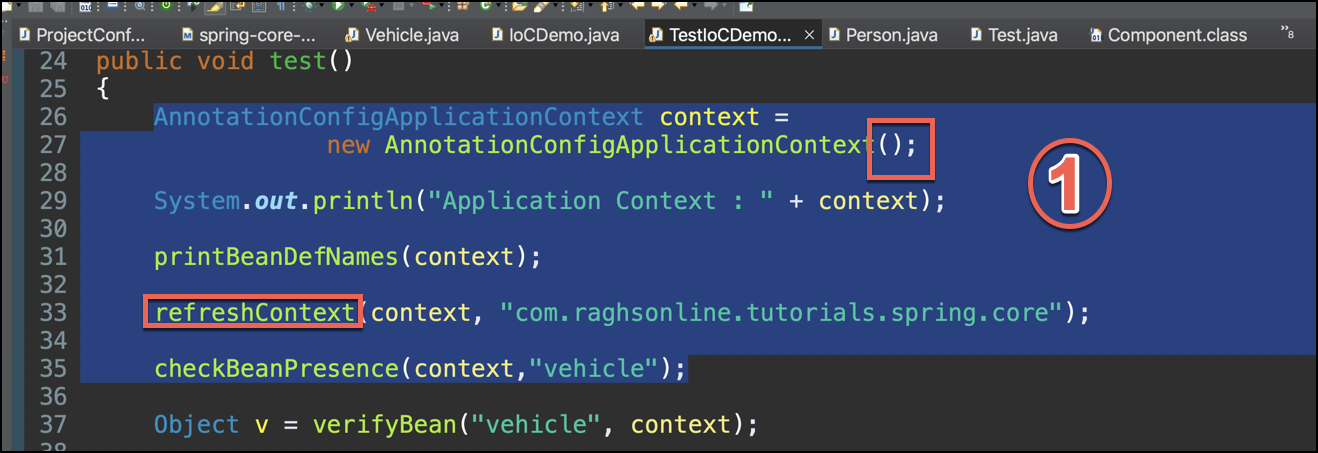 ProjectConf... spring-core-... Vehicle.java IoCDemo.java TestIoCDemo... Person.java Test.java Component.class »8
24 public void test()
25 {
26 AnnotationConfigApplicationContext context =
27 new AnnotationConfigApplicationContext();
28
29 System.out.println("Application Context : " + context);
30
31 printBeanDefNames(context);
32
33 refreshContext(context, "com.raghsonline.tutorials.spring.core");
34
35 checkBeanPresence(context,"vehicle");
36
37 Object v = verifyBean("vehicle", context);
38
1